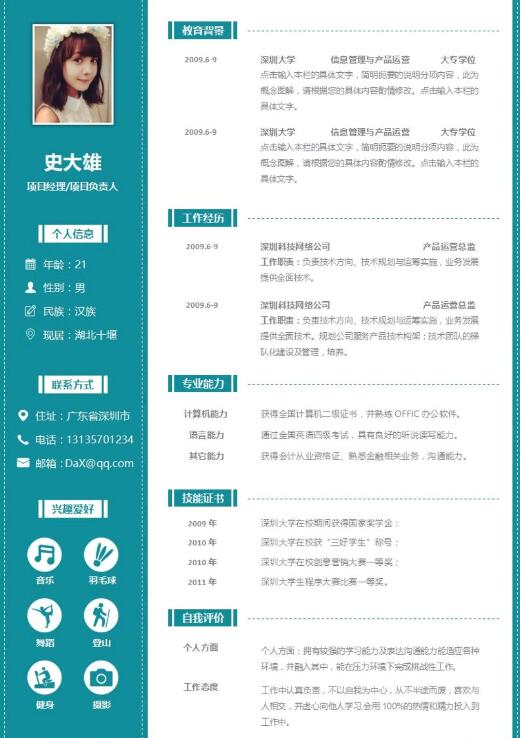 史大雄
项目经理/项目负责人
个人信息
年龄：21
性别：男
民族：汉族
现居：湖北十堰
联系方式
住址：广东省深圳市
电话：13135701234
邮箱：DaX@qq.com
兴趣爱好
音乐 羽毛球
舞蹈 登山
健身 摄影
教育背景
2009.6-9 深圳大学 信息管理与产品运营 大专学位
点击输入本栏的具体文字，简明扼要的说明分项内容，此为
概念图解，请根据您的具体内容酌情修改。点击输入本栏的
具体文字。
2009.6-9 深圳大学 信息管理与产品运营 大专学位
点击输入本栏的具体文字，简明扼要的说明分项内容，此为
概念图解，请根据您的具体内容酌情修改。点击输入本栏的
具体文字。
工作经历
2009.6-9 深圳科技网络公司 产品运营总监
工作职责：负责技术方向、技术规划与运筹实施，业务发展
提供全面技术。
2009.6-9 深圳科技网络公司 产品运营总监
工作职责：负责技术方向、技术规划与运筹实施，业务发展
提供全面技术。规划公司服务产品技术构架；技术团队的梯
队化建设及管理，培养。
专业能力
计算机能力 获得全国计算机二级证书，并熟练 OFFIC 办公软件。
语言能力 通过全国英语四级考试，具有良好的听说读写能力。
其它能力 获得会计从业资格证、熟悉金融相关业务，沟通能力。
技能证书
2009 年 深圳大学在校期间获得国家奖学金；
2010 年 深圳大学在校获“三好学生”称号；
2010 年 深圳大学在校创意营销大赛一等奖；
2011 年 深圳大学生程序大赛比赛一等奖。
自我评价
个人方面 个人方面：拥有较强的学习能力及表达沟通能力能适应各种
环境，并融入其中，能在压力环境下完成挑战性工作。
工作态度 工作中认真负责，不以自我为中心，从不半途而废，喜欢与
人相交，并虚心向他人学习,会用 100%的热情和精力投入到
工作中。